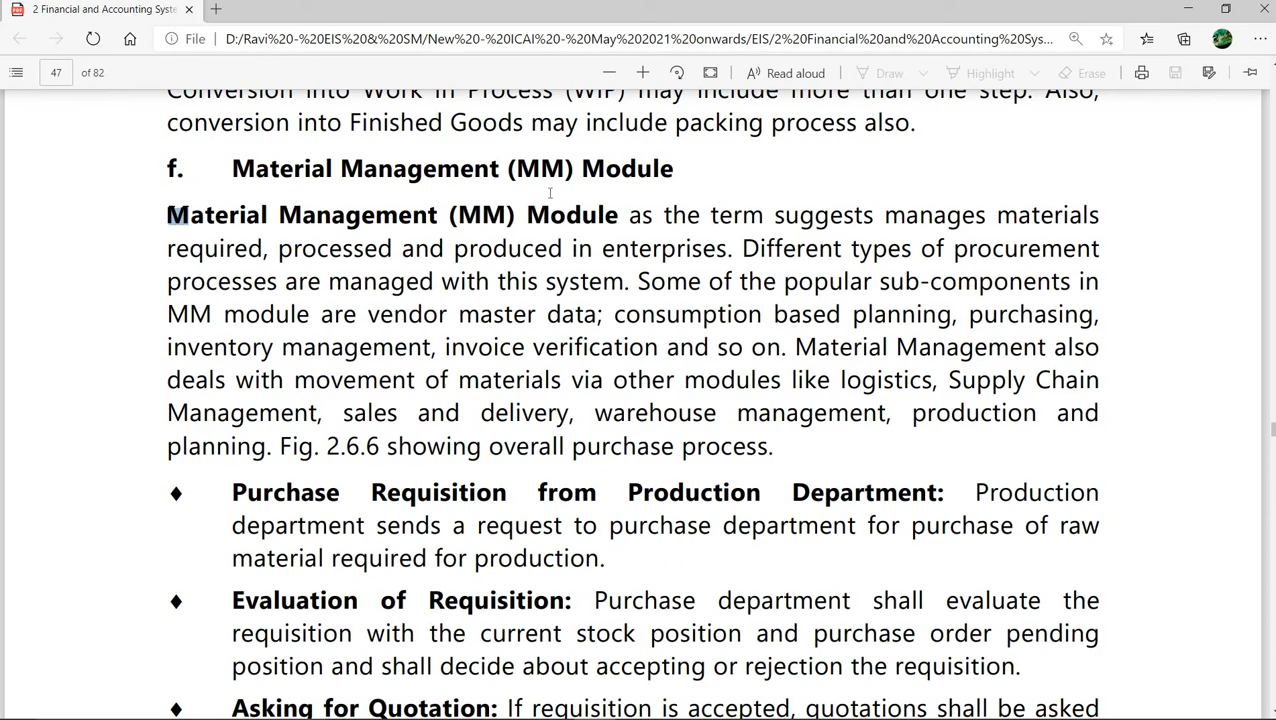 2 Financial and Accounting Syste
File
D:/Ravi%20-%20EIS%20&%20SM/New%20-%20ICAI%20-%20May%202021%20onwards/EIS/2%20Financial%20and%20Accounting%20Sys...
47 of 82
Read aloud
Draw
Highlight
Erase
Conversion into Work in Process (WIP) may include more than one step. Also,
conversion into Finished Goods may include packing process also.
f. Material Management (MM) Module
Material Management (MM) Module as the term suggests manages materials
required, processed and produced in enterprises. Different types of procurement
processes are managed with this system. Some of the popular sub-components in
MM module are vendor master data; consumption based planning, purchasing,
inventory management, invoice verification and so on. Material Management also
deals with movement of materials via other modules like logistics, Supply Chain
Management, sales and delivery, warehouse management, production and
planning. Fig. 2.6.6 showing overall purchase process.
♦ Purchase Requisition from Production Department: Production
department sends a request to purchase department for purchase of raw
material required for production.
♦ Evaluation of Requisition: Purchase department shall evaluate the
requisition with the current stock position and purchase order pending
position and shall decide about accepting or rejection the requisition.
♦ Asking for Quotation: If requisition is accepted, quotations shall be asked